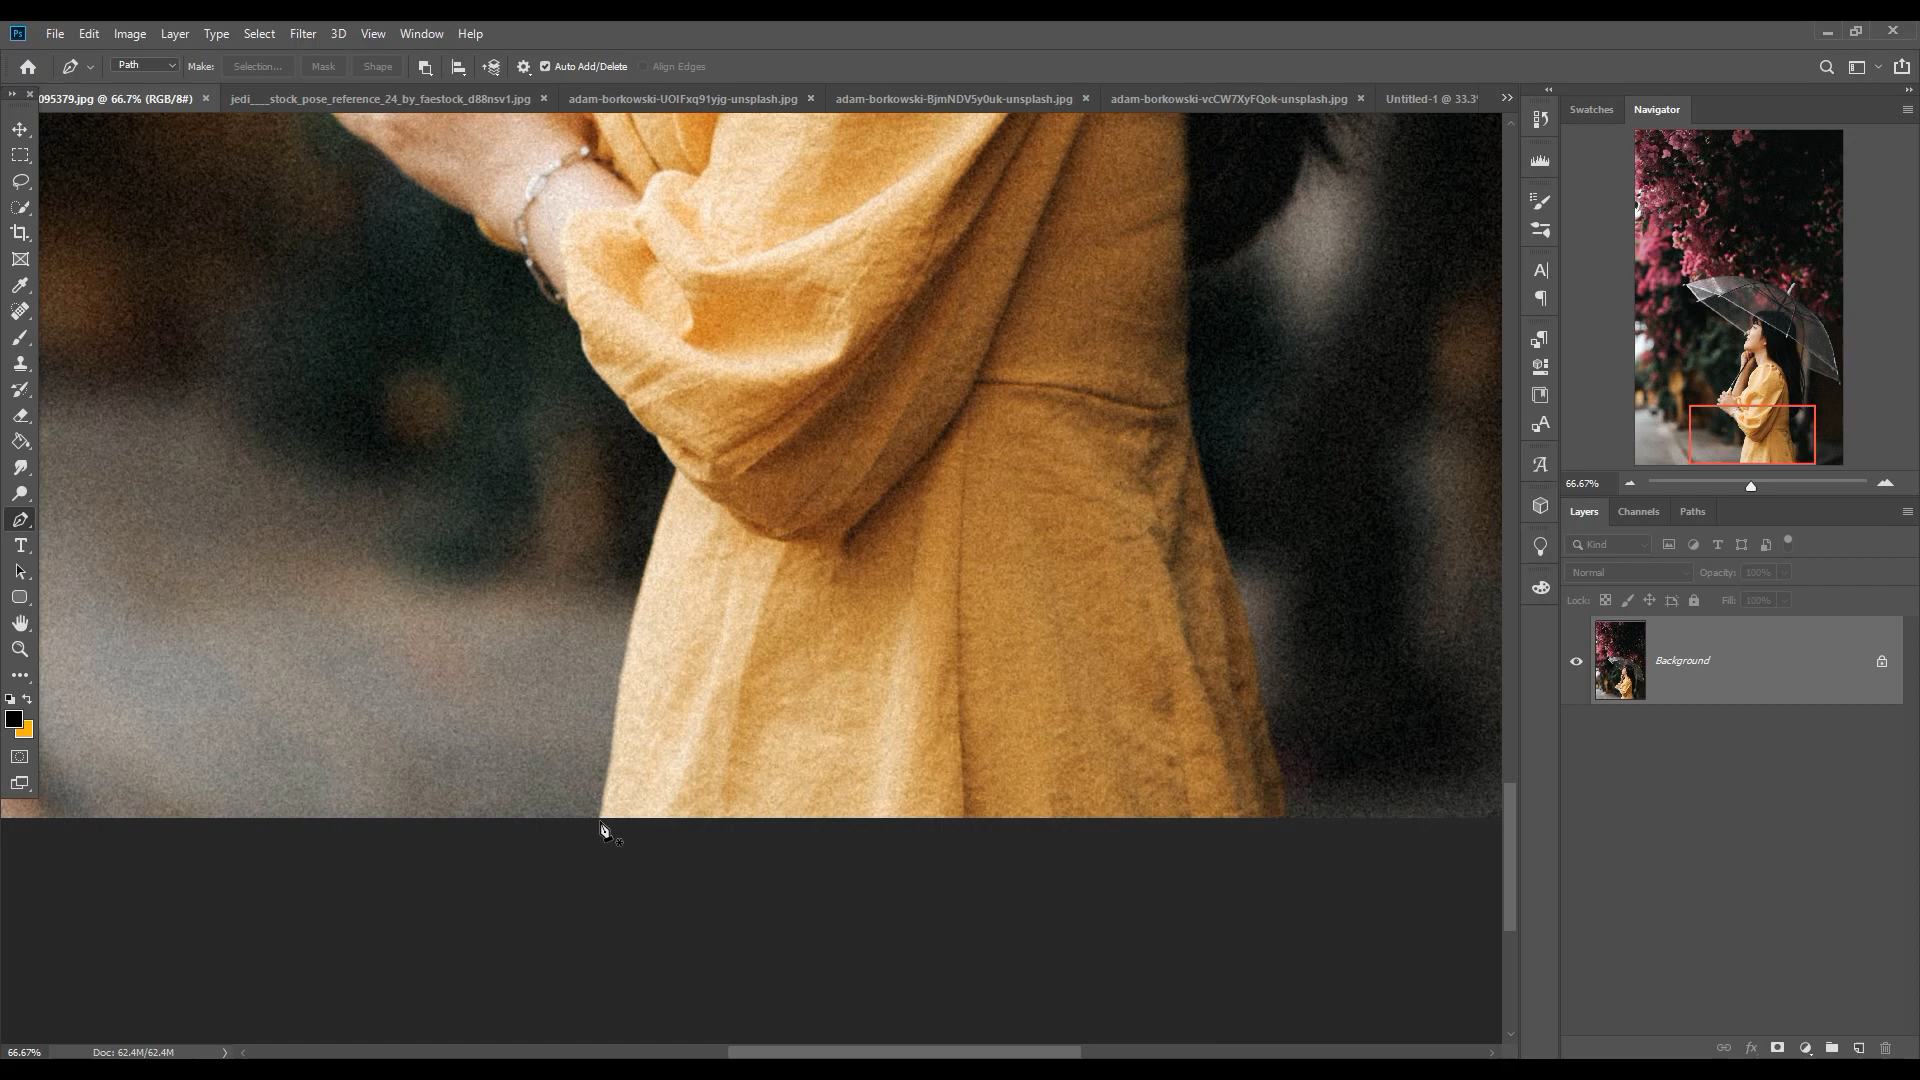 Ps File Edit Image Layer Type Select Filter 3D View Window Help
Path Make: Selection... Mask Shape Auto Add/Delete Align Edges
095379.jpg @ 66.7% (RGB/8#) jedi___stock_pose_reference_24_by_faestock_d88nsv1.jpg adam-borkowski-UOIFxq91yjg-unsplash.jpg adam-borkowski-BjmNDV5y0uk-unsplash.jpg adam-borkowski-vcCW7XyFQok-unsplash.jpg Untitled-1 @ 33.3
Swatches Navigator
66.67%
Layers Channels Paths
Kind
Normal Opacity: 100%
Lock: Fill: 100%
Background
fx
66.67% Doc: 62.4M/62.4M